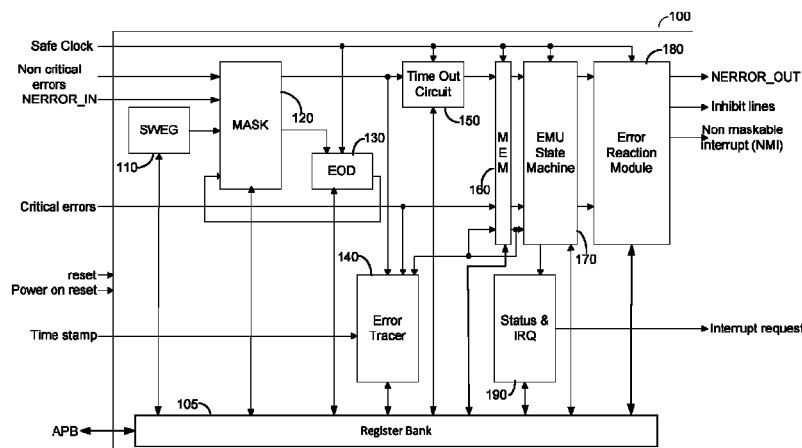 100
Safe Clock
180
Non critical
errors
NERROR_IN
Time Out
Circuit
150
NERROR_OUT
120
SWEG
110
MASK
130
EOD
MEM
160
EMU
State
Machine
Error
Reaction
Module
Inhibit lines
Non maskable
interrupt (NMI)
Critical errors
140
170
reset
Power on reset
Time stamp
Error
Tracer
Status &
IRQ
190
Interrupt request
105
APB
Register Bank